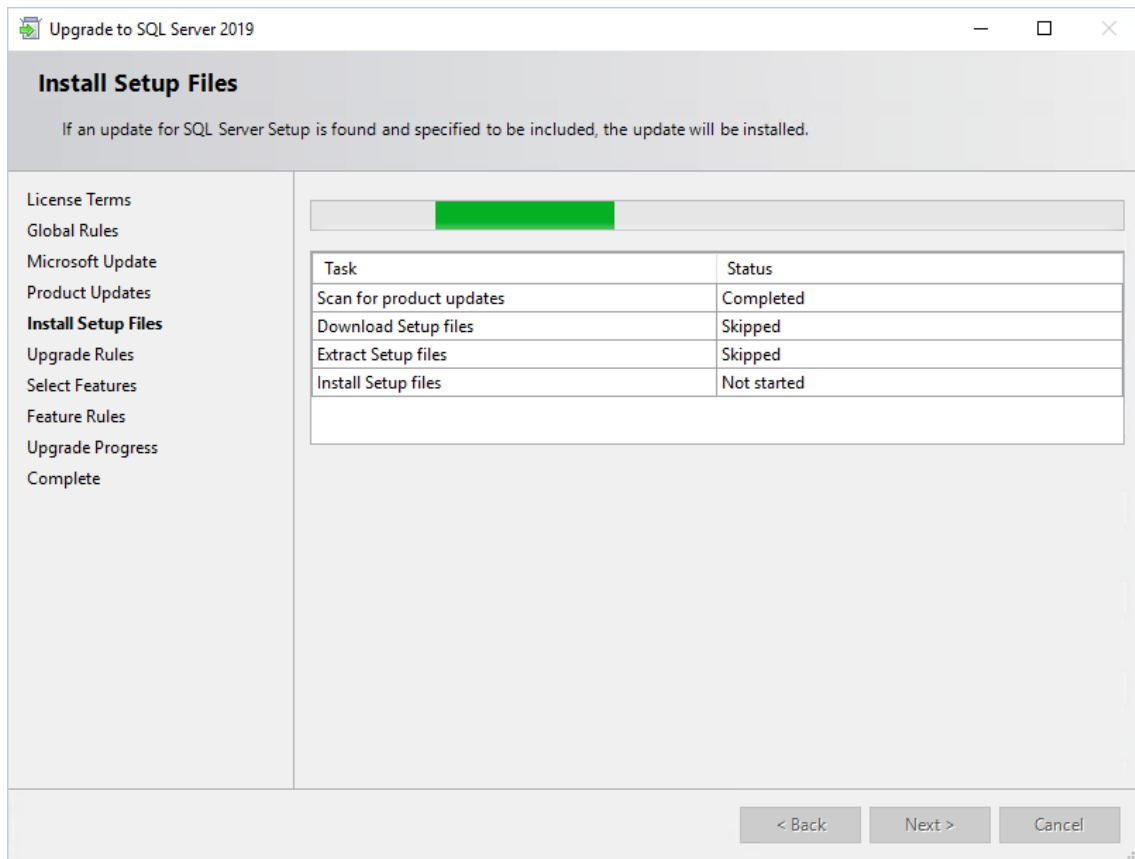 Upgrade to SQL Server 2019
Install Setup Files
If an update for SQL Server Setup is found and specified to be included, the update will be installed.
License Terms
Global Rules
Microsoft Update
Product Updates
Install Setup Files
Upgrade Rules
Select Features
Feature Rules
Upgrade Progress
Complete
Task Status
Scan for product updates Completed
Download Setup files Skipped
Extract Setup files Skipped
Install Setup files Not started
< Back Next > Cancel